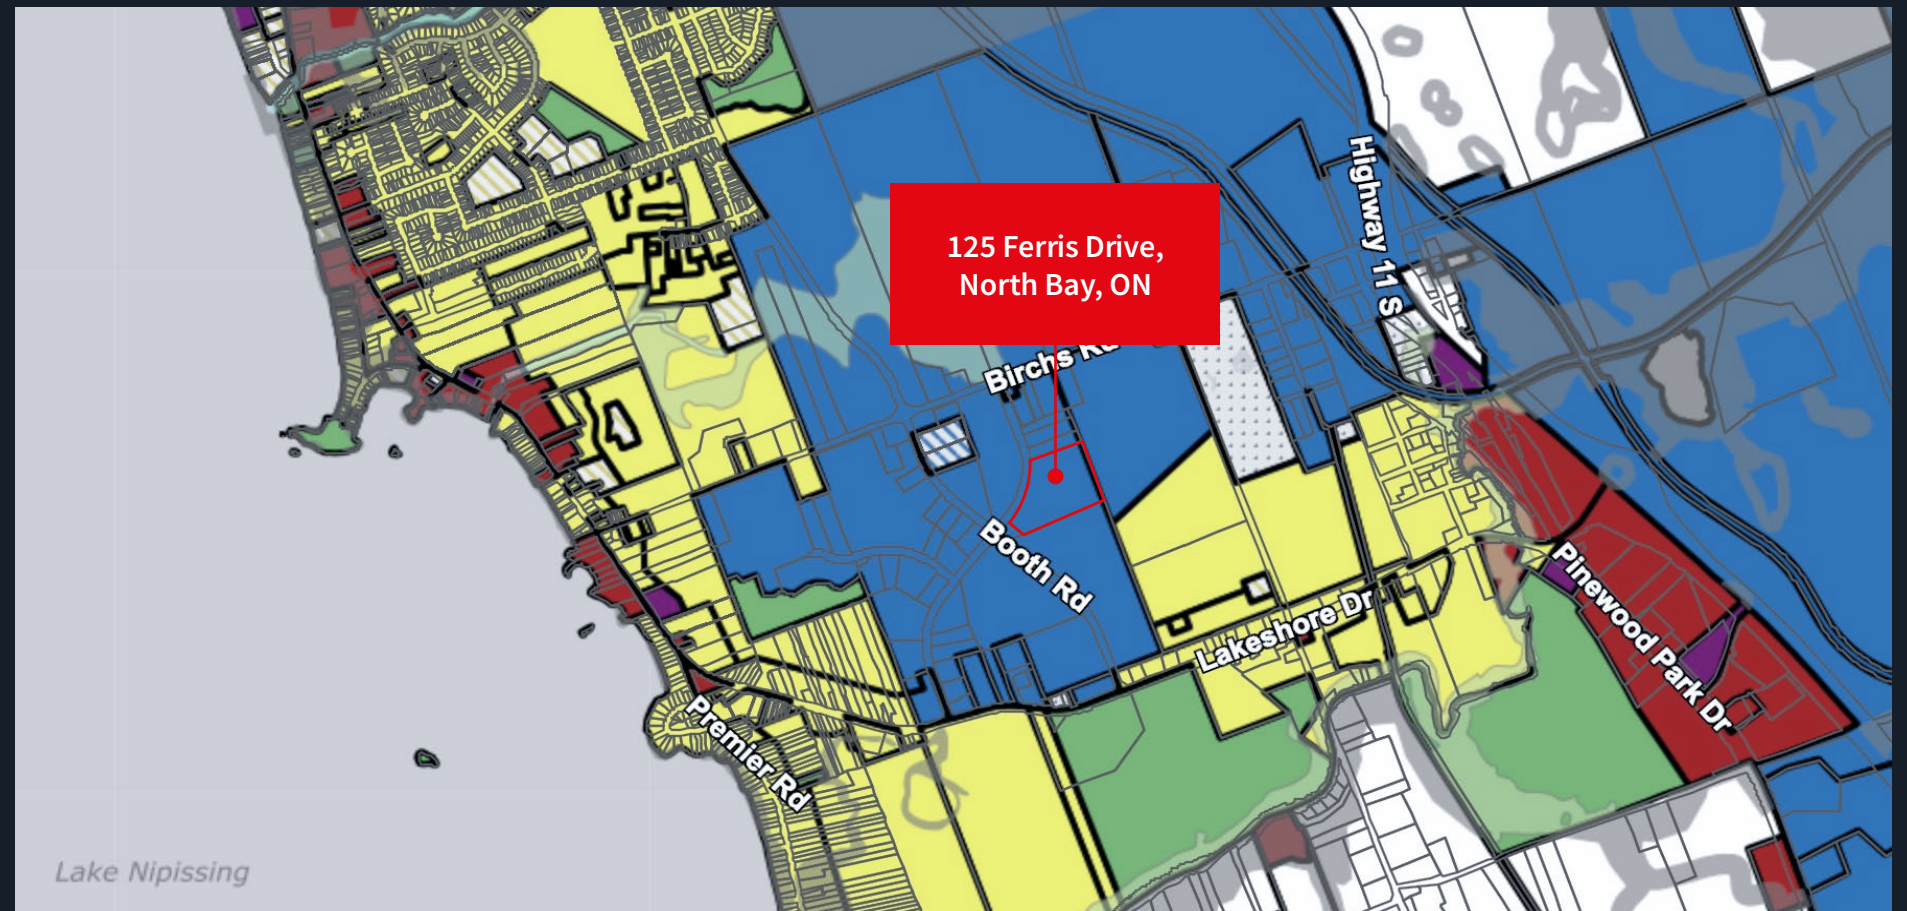 Highway 11 S
125 Ferris Drive,
North Bay, ON
Birchs Rd
Booth Rd
Lakeshore Dr
Pinewood Park Dr
Premier Rd
Lake Nipissing